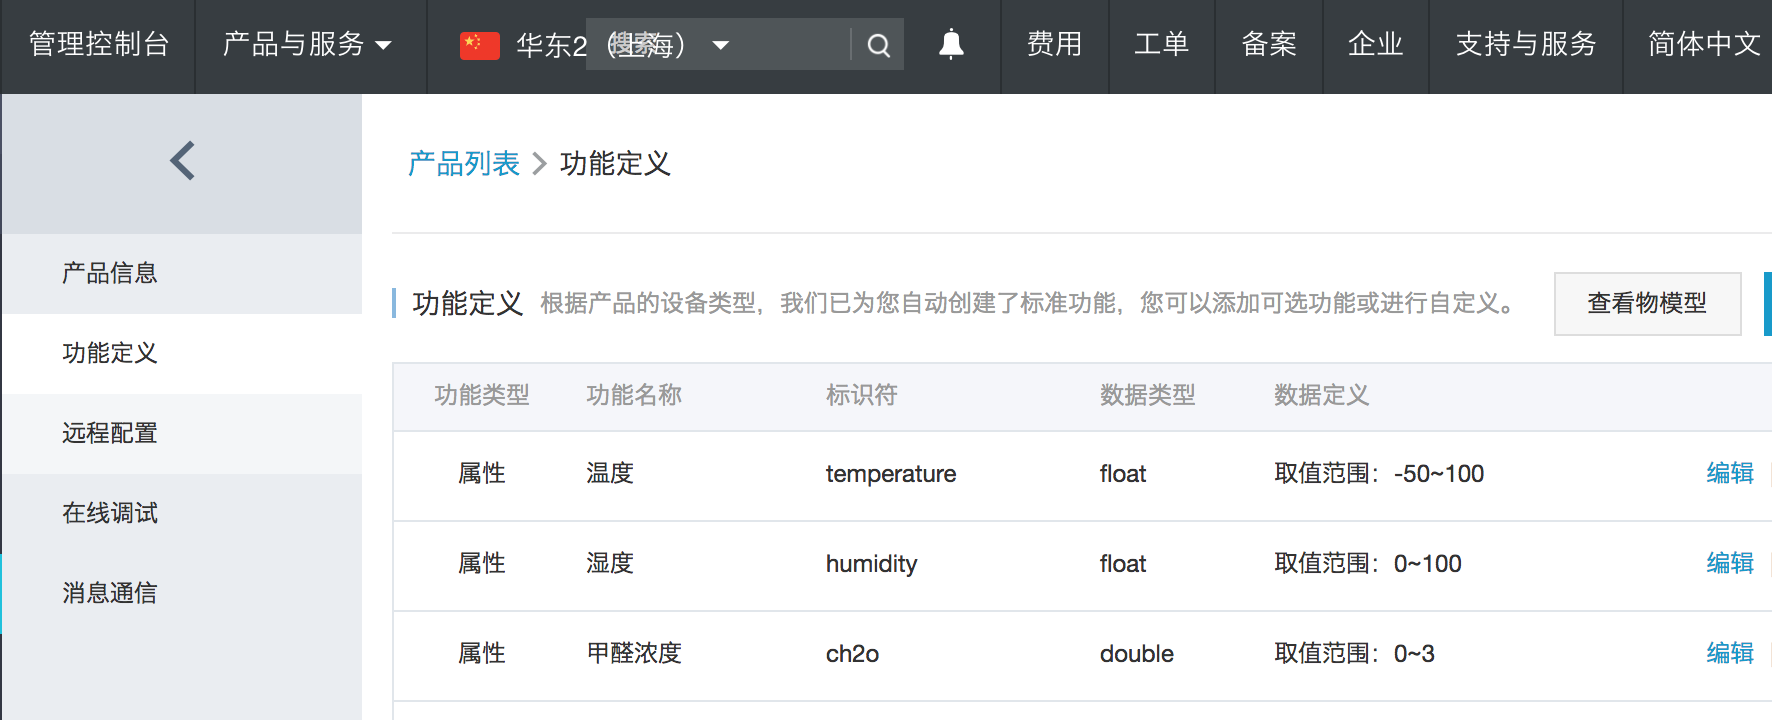 管理控制台 产品与服务 华东2（上海） 搜索 费用 工单 备案 企业 支持与服务 简体中文
产品列表 > 功能定义
产品信息
功能定义 根据产品的设备类型，我们已为您自动创建了标准功能，您可以添加可选功能或进行自定义。 查看物模型
功能定义
远程配置
在线调试
消息通信
功能类型 功能名称 标识符 数据类型 数据定义
属性 温度 temperature float 取值范围：-50~100 编辑
属性 湿度 humidity float 取值范围：0~100 编辑
属性 甲醛浓度 ch2o double 取值范围：0~3 编辑